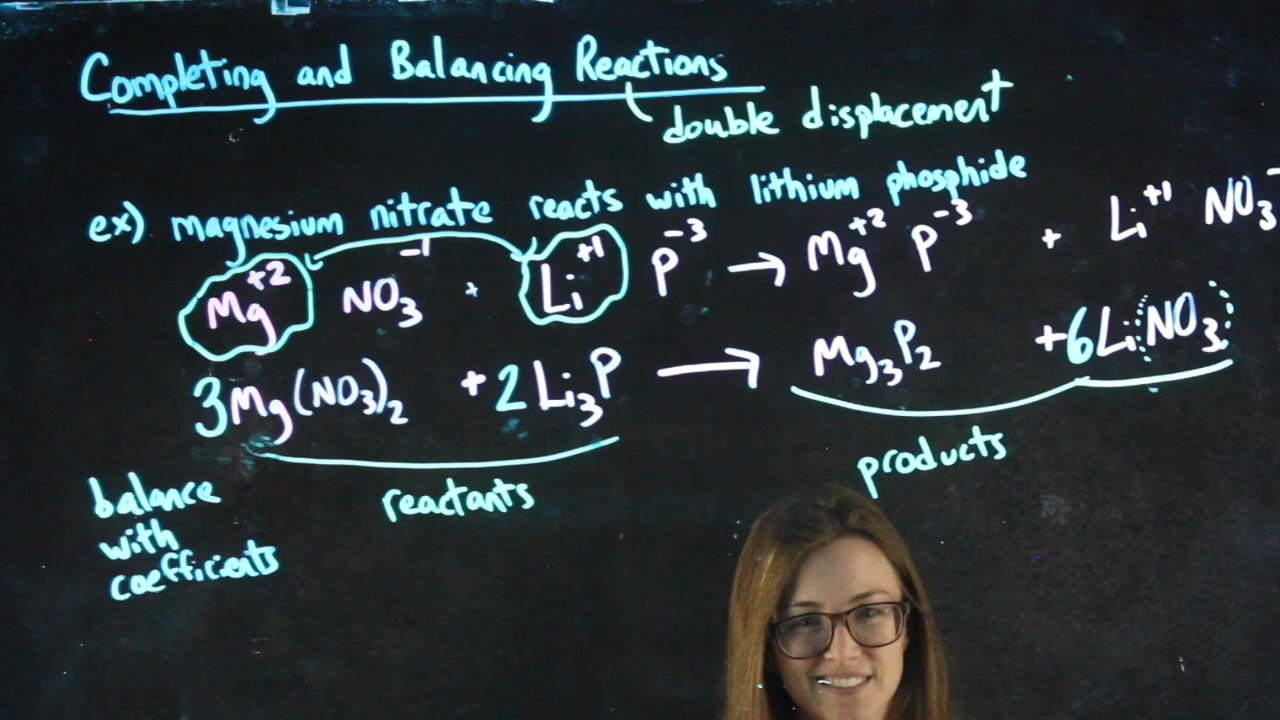 Completing and Balancing Reactions
double displacement
ex) magnesium nitrate reacts with lithium phosphide
Mg⁺² NO₃⁻¹ + Li⁺¹ P⁻³ → Mg⁺² P⁻³ + Li⁺¹ NO₃⁻
3Mg(NO₃)₂ + 2Li₃P → Mg₃P₂ + 6LiNO₃
reactants
products
balance
with
coefficients